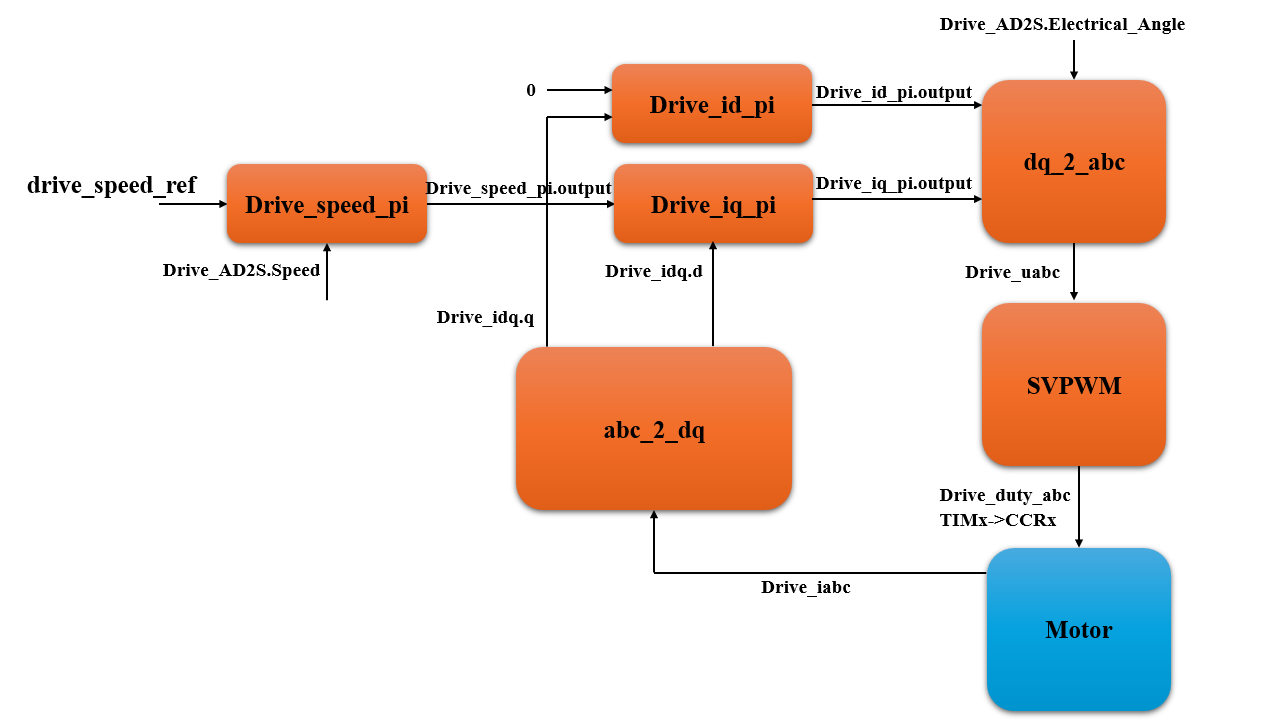 Drive_AD2S.Electrical_Angle
0
Drive_id_pi
Drive_id_pi.output
dq_2_abc
drive_speed_ref
Drive_speed_pi
Drive_speed_pi.output
Drive_iq_pi
Drive_iq_pi.output
Drive_AD2S.Speed
Drive_idq.d
Drive_uabc
Drive_idq.q
abc_2_dq
SVPWM
Drive_duty_abc
TIMx->CCRx
Drive_iabc
Motor